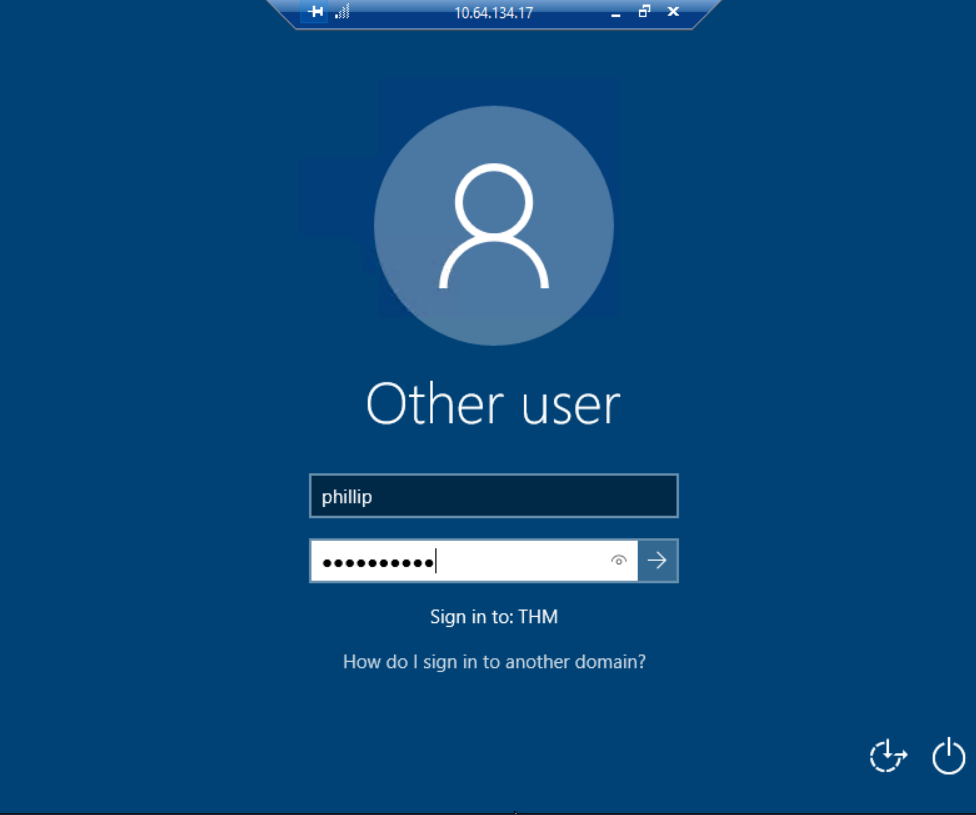 10.64.134.17
Other user
phillip
Sign in to: THM
How do I sign in to another domain?